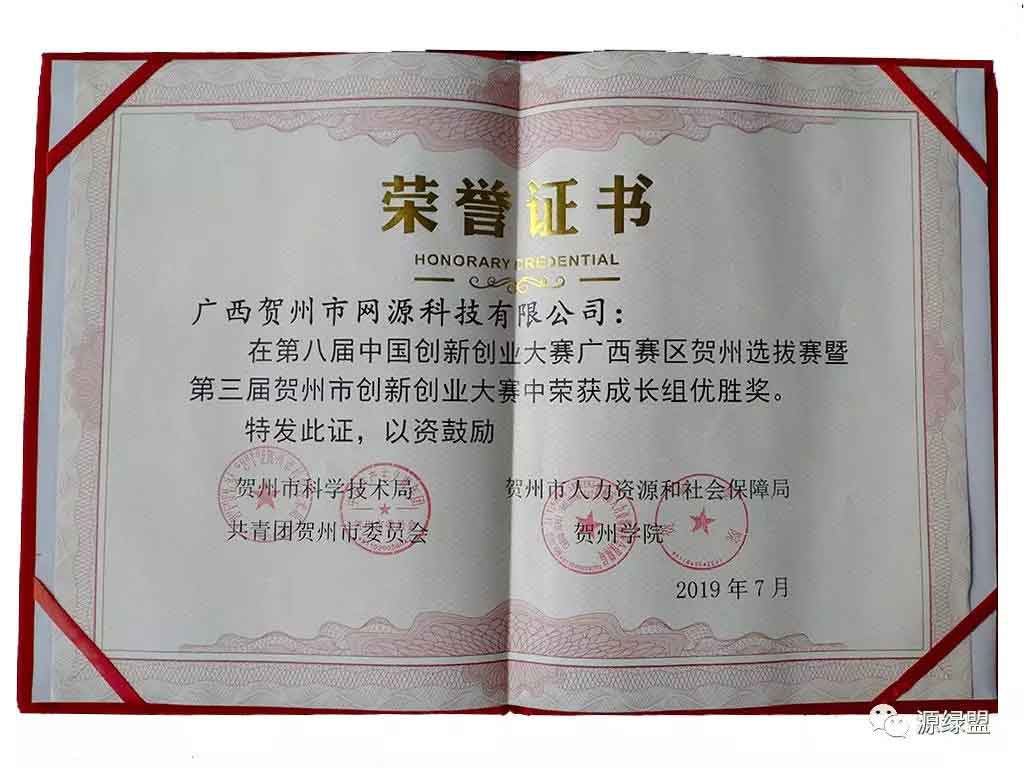 荣誉证书
HONORARY CREDENTIAL
广西贺州市网源科技有限公司：
在第八届中国创新创业大赛广西赛区贺州选拔赛暨
第三届贺州市创新创业大赛中荣获成长组优胜奖。
特发此证，以资鼓励
贺州市科学技术局 贺州市人力资源和社会保障局
共青团贺州市委员会 贺州学院
2019年7月
源绿盟